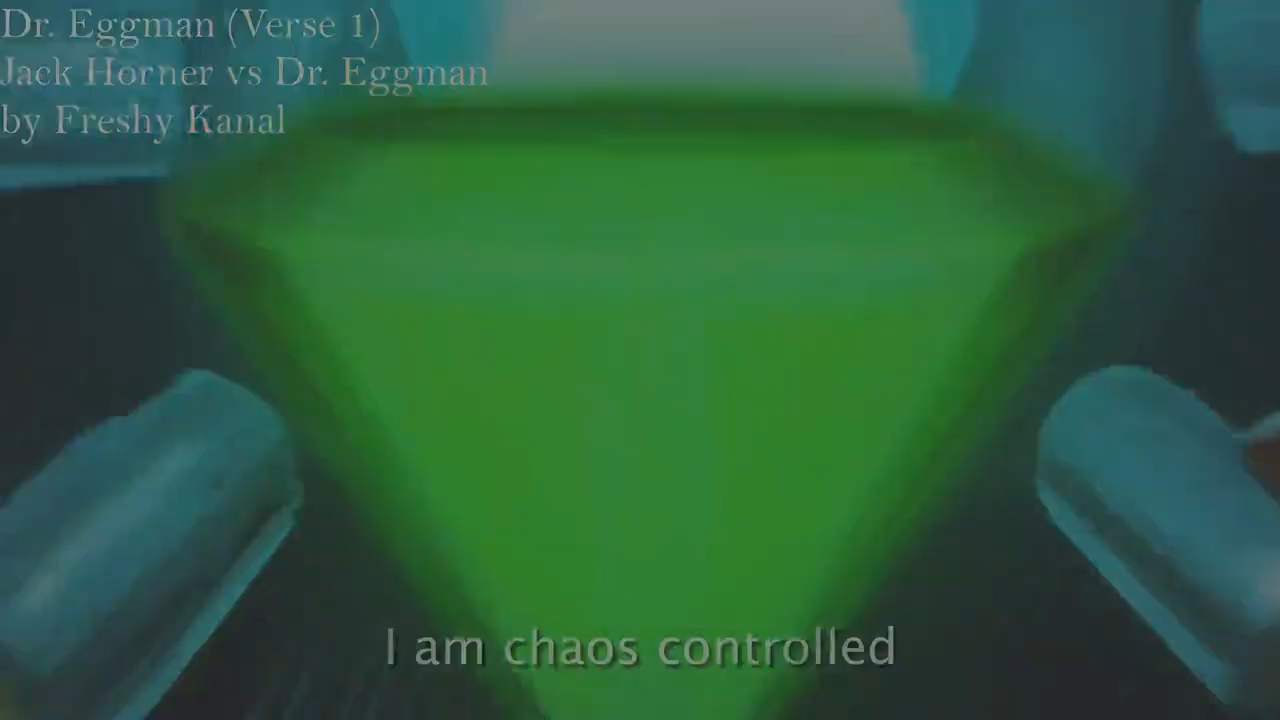 Dr. Eggman (Verse 1)
Jack Horner vs Dr. Eggman
by Freshy Kanal
I am chaos controlled